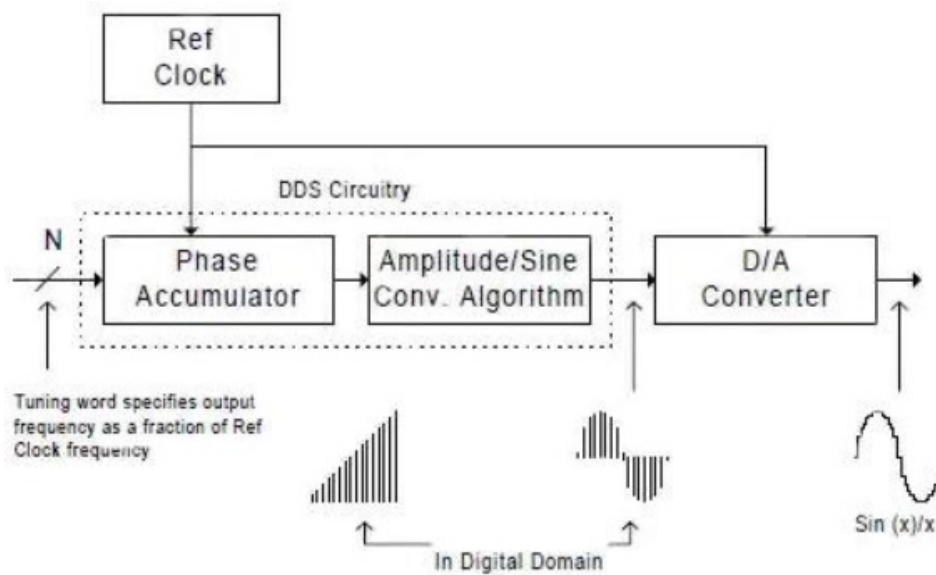 Ref
Clock
DDS Circuitry
N
Phase
Accumulator
Amplitude/Sine
Conv. Algorithm
D/A
Converter
Tuning word specifies output
frequency as a fraction of Ref
Clock frequency
In Digital Domain
Sin (x)/x